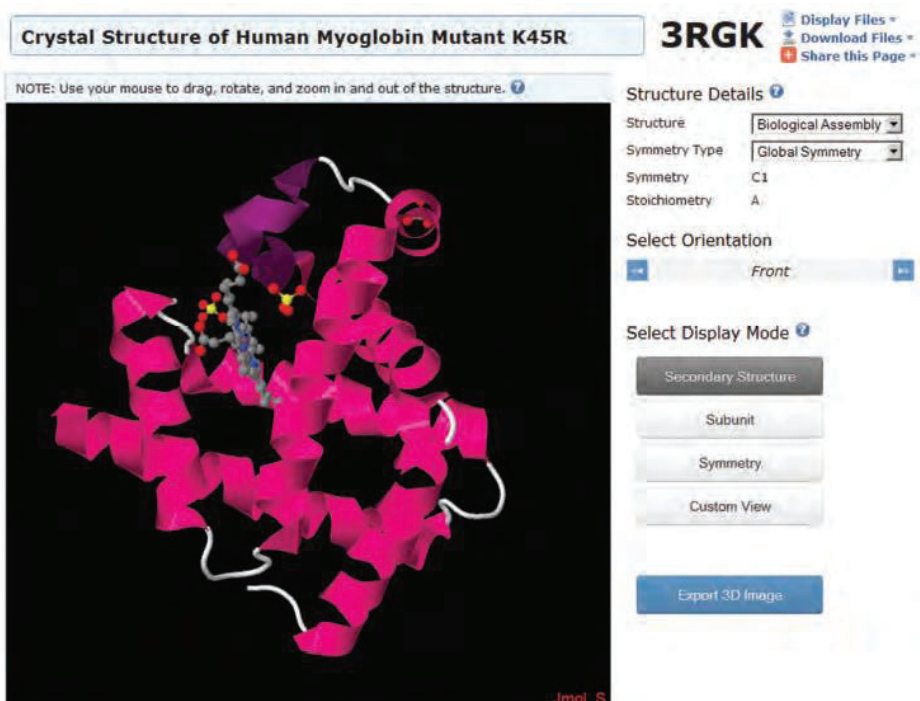 Crystal Structure of Human Myoglobin Mutant K45R
3RGK
Display Files
Download Files
Share this Page
NOTE: Use your mouse to drag, rotate, and zoom in and out of the structure.
Structure Details
Structure Biological Assembly
Symmetry Type Global Symmetry
Symmetry C1
Stoichiometry A
Select Orientation
Front
Select Display Mode
Secondary Structure
Subunit
Symmetry
Custom View
Export 3D Image
Jmol_S